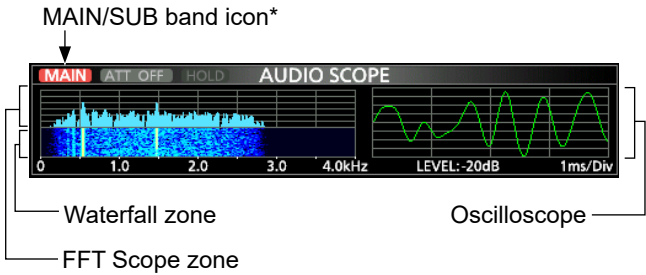 MAIN/SUB band icon*
MAIN ATT OFF HOLD AUDIO SCOPE
0 1.0 2.0 3.0 4.0kHz LEVEL:-20dB 1ms/Div
Waterfall zone Oscilloscope
FFT Scope zone